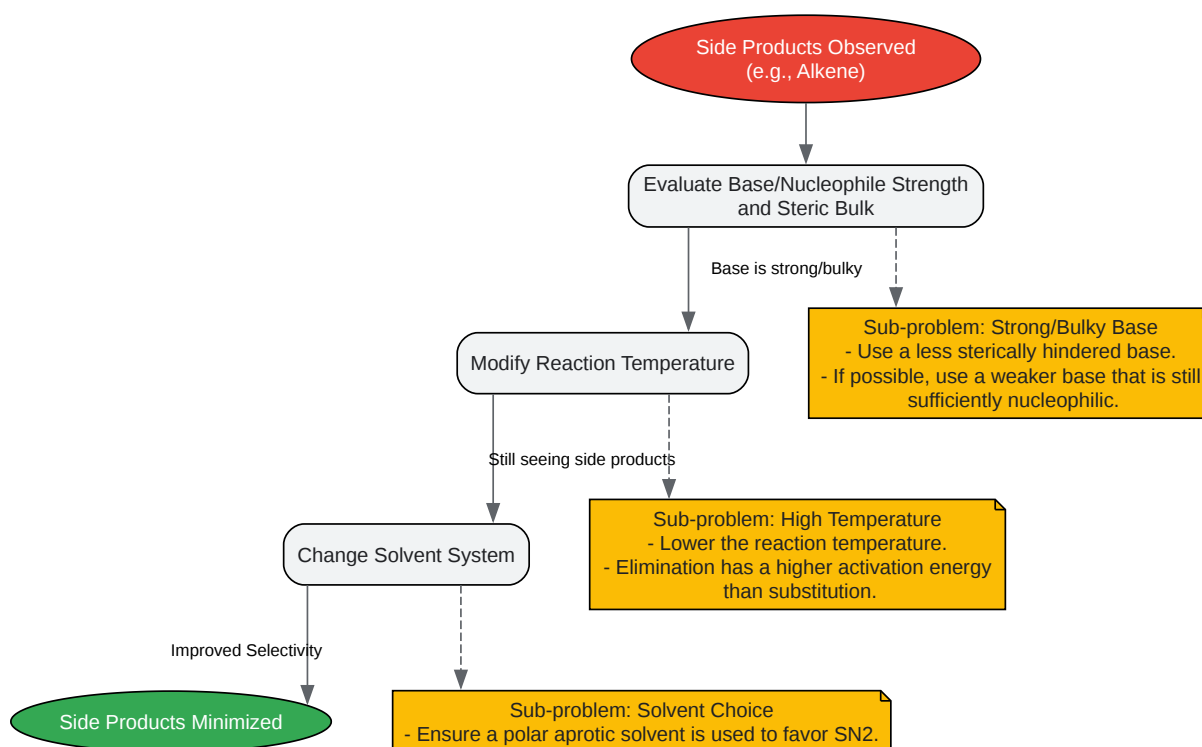 Side Products Observed
(e.g., Alkene)
Evaluate Base/Nucleophile Strength
and Steric Bulk
Base is strong/bulky
Sub-problem: Strong/Bulky Base
- Use a less sterically hindered base.
- If possible, use a weaker base that is still
sufficiently nucleophilic.
Modify Reaction Temperature
Still seeing side products
Sub-problem: High Temperature
- Lower the reaction temperature.
- Elimination has a higher activation energy
than substitution.
Change Solvent System
Improved Selectivity
Side Products Minimized
Sub-problem: Solvent Choice
- Ensure a polar aprotic solvent is used to favor SN2.